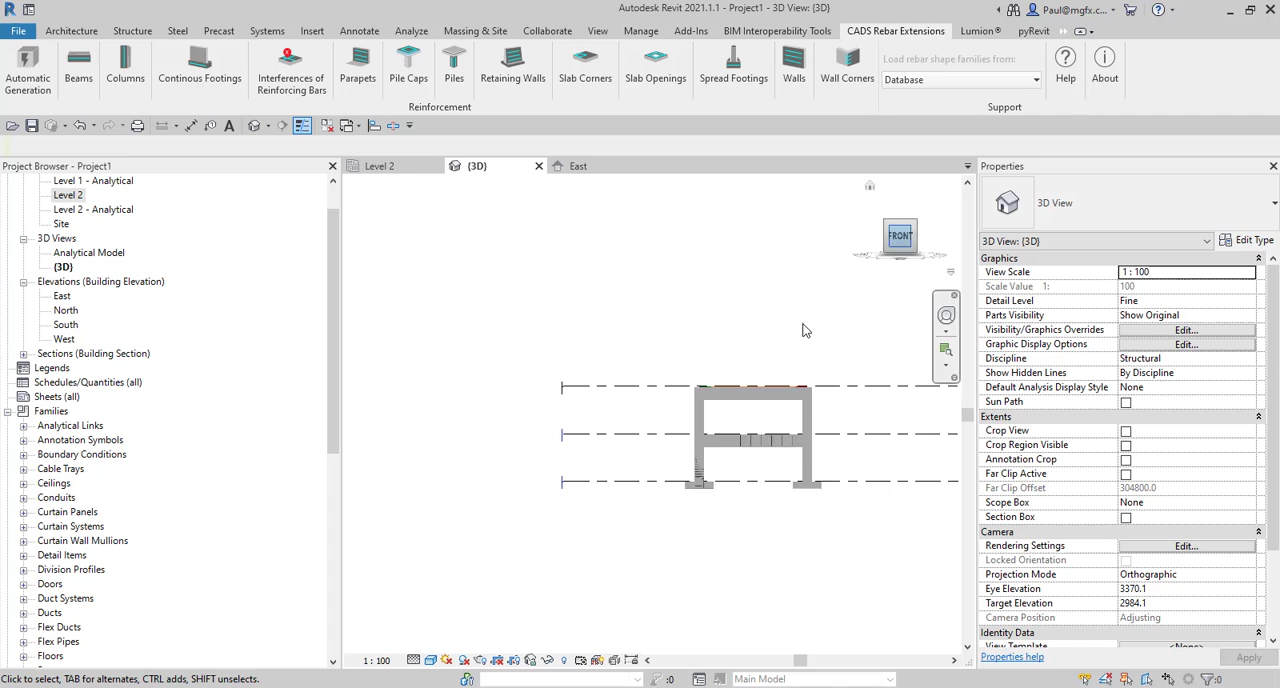 Autodesk Revit 2021.1.1 - Project1 - 3D View: {3D}
Paul@mgfx.c...
File Architecture Structure Steel Precast Systems Insert Annotate Analyze Massing & Site Collaborate View Manage Add-Ins BIM Interoperability Tools CADS Rebar Extensions Lumion® pyRevit
Automatic Generation
Beams
Columns
Continous Footings
Interferences of Reinforcing Bars
Parapets
Pile Caps
Piles
Retaining Walls
Slab Corners
Slab Openings
Spread Footings
Walls
Wall Corners
Load rebar shape families from:
Database
Help
About
Reinforcement
Support
Project Browser - Project1
Level 2
{3D}
East
Properties
Level 1 - Analytical
Level 2
Level 2 - Analytical
Site
3D Views
Analytical Model
{3D}
Elevations (Building Elevation)
East
North
South
West
Sections (Building Section)
Legends
Schedules/Quantities (all)
Sheets (all)
Families
Analytical Links
Annotation Symbols
Boundary Conditions
Cable Trays
Ceilings
Conduits
Curtain Panels
Curtain Systems
Curtain Wall Mullions
Detail Items
Division Profiles
Doors
Duct Systems
Ducts
Flex Ducts
Flex Pipes
Floors
FRONT
3D View
3D View: {3D}
Edit Type
Graphics
View Scale 1 : 100
Scale Value 1: 100
Detail Level Fine
Parts Visibility Show Original
Visibility/Graphics Overrides Edit...
Graphic Display Options Edit...
Discipline Structural
Show Hidden Lines By Discipline
Default Analysis Display Style None
Sun Path
Extents
Crop View
Crop Region Visible
Annotation Crop
Far Clip Active
Far Clip Offset 304800.0
Scope Box None
Section Box
Camera
Rendering Settings Edit...
Locked Orientation
Projection Mode Orthographic
Eye Elevation 3370.1
Target Elevation 2984.1
Camera Position Adjusting
Identity Data
View Template <None>
Properties help
Apply
1 : 100
Click to select, TAB for alternates, CTRL adds, SHIFT unselects.
:0
Main Model
:0